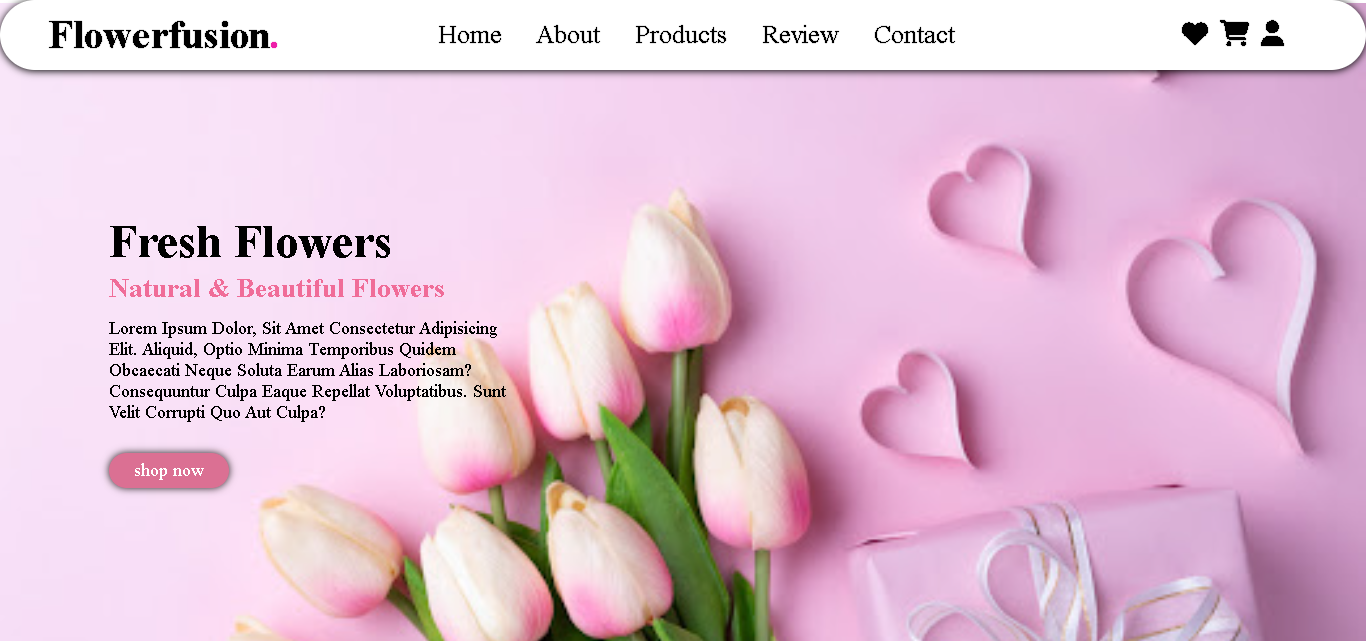 Flowerfusion.
Home About Products Review Contact
Fresh Flowers
Natural & Beautiful Flowers
Lorem Ipsum Dolor, Sit Amet Consectetur Adipisicing
Elit. Aliquid, Optio Minima Temporibus Quidem
Obcaecati Neque Soluta Earum Alias Laboriosam?
Consequuntur Culpa Eaque Repellat Voluptatibus. Sunt
Velit Corrupti Quo Aut Culpa?
shop now